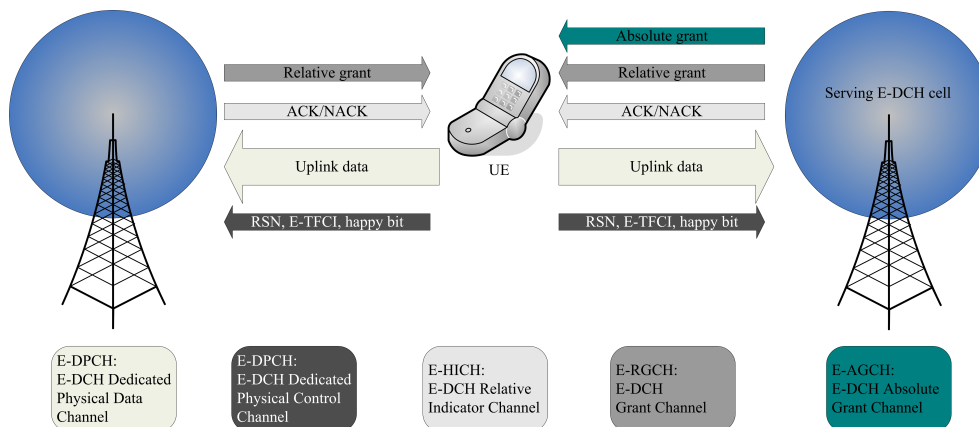 Absolute grant
Relative grant
Relative grant
Serving E-DCH cell
ACK/NACK
ACK/NACK
Uplink data
UE
Uplink data
RSN, E-TFCI, happy bit
RSN, E-TFCI, happy bit
E-DPCH:
E-DCH Dedicated
Physical Data
Channel
E-DPCH:
E-DCH Dedicated
Physical Control
Channel
E-HICH:
E-DCH Relative
Indicator Channel
E-RGCH:
E-DCH
Grant Channel
E-AGCH:
E-DCH Absolute
Grant Channel